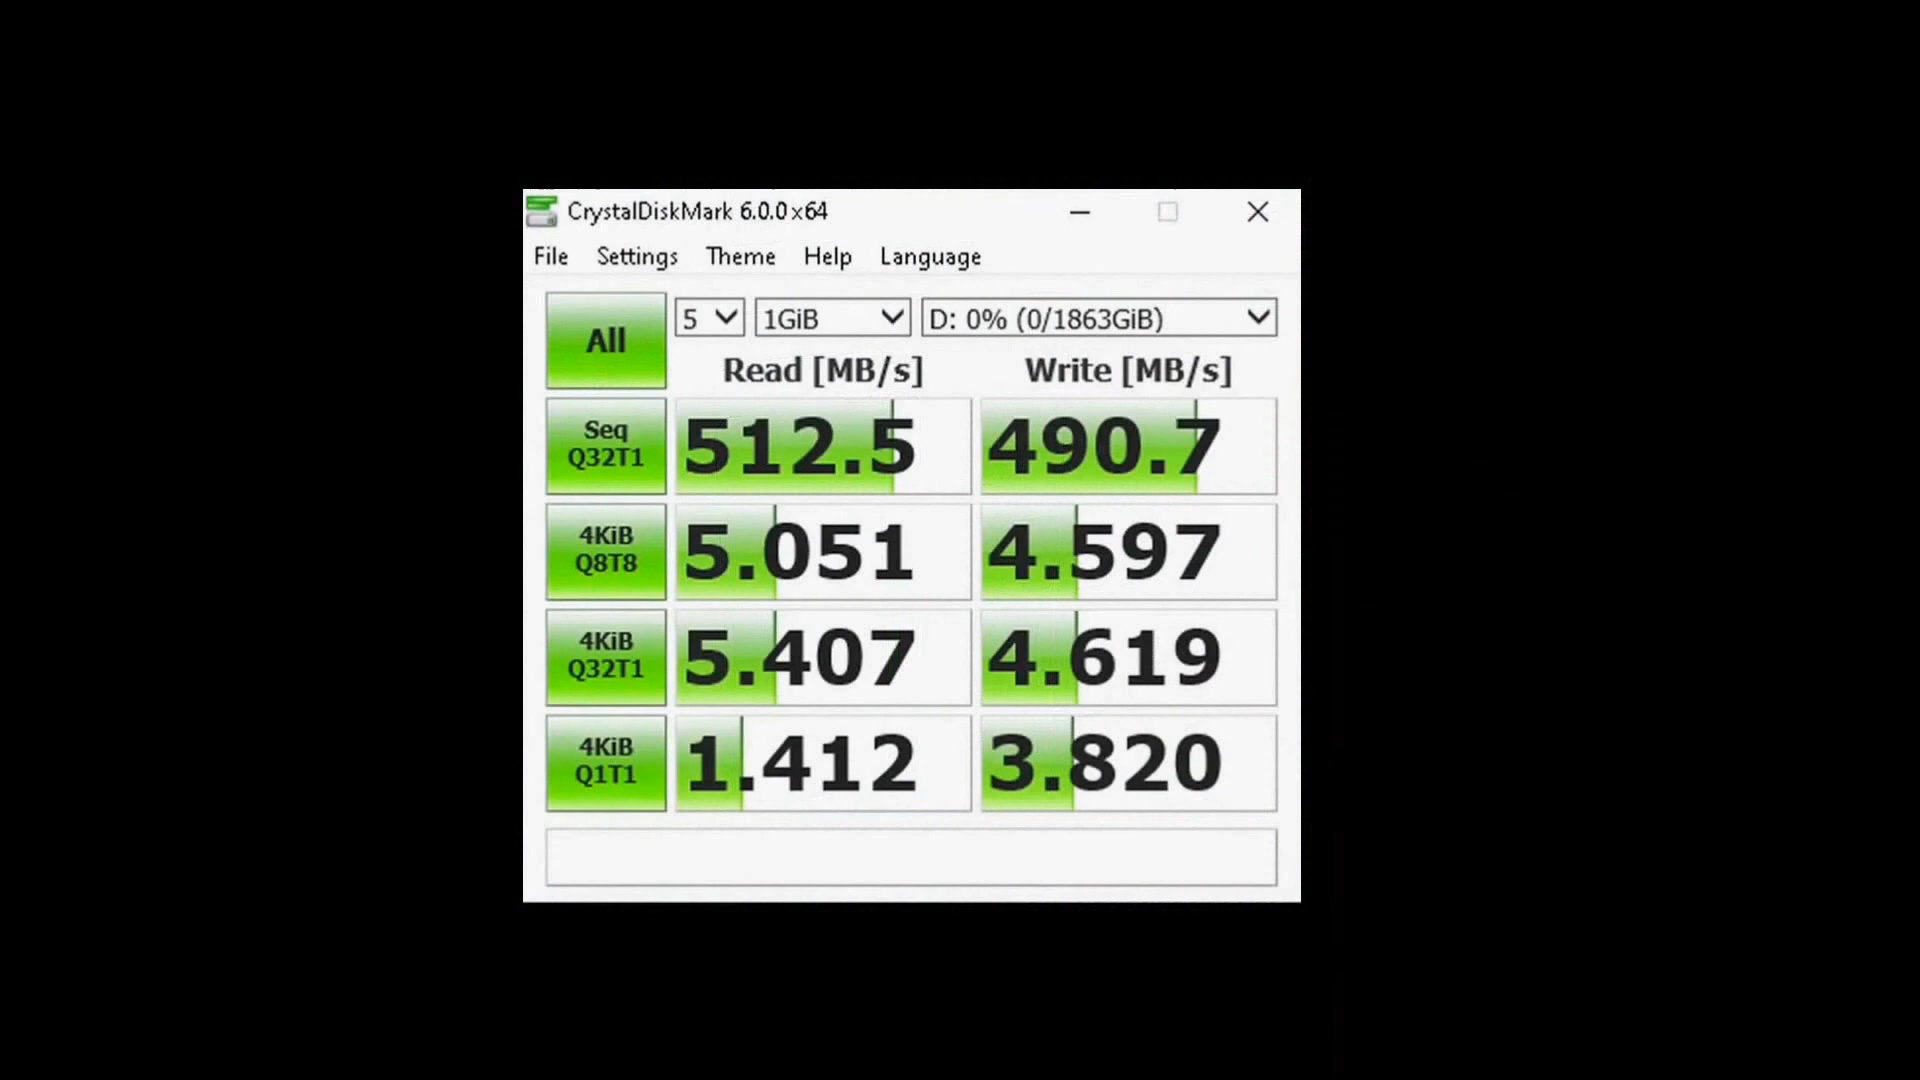 CrystalDiskMark 6.0.0 x64
File Settings Theme Help Language
All
5 1GiB D: 0% (0/1863GiB)
Read [MB/s] Write [MB/s]
Seq
Q32T1
512.5 490.7
4KiB
Q8T8
5.051 4.597
4KiB
Q32T1
5.407 4.619
4KiB
Q1T1
1.412 3.820